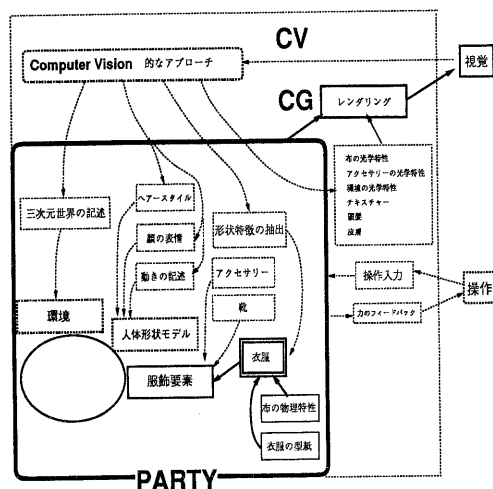 CV
Computer Vision 的なアプローチ
視覚
CG
レンダリング
布の光学特性
アクセサリーの光学特性
環境の光学特性
テキスチャー
頭髪
皮膚
三次元世界の記述
ヘアースタイル
顔の表情
動きの記述
形状特徴の抽出
アクセサリー
靴
操作入力
操作
力のフィードバック
環境
人体形状モデル
衣服
服飾要素
布の物理特性
衣服の型紙
PARTY